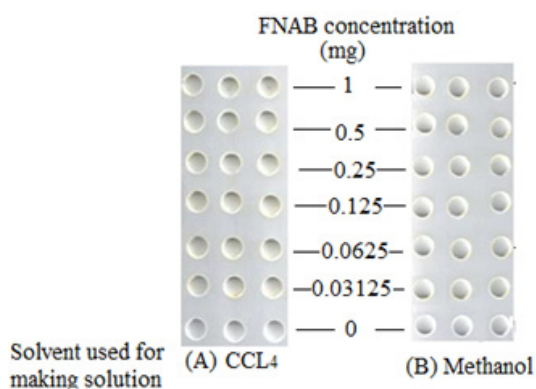 FNAB concentration
(mg)
1
0.5
0.25
0.125
0.0625
0.03125
0
Solvent used for
making solution
(A) CCL4
(B) Methanol